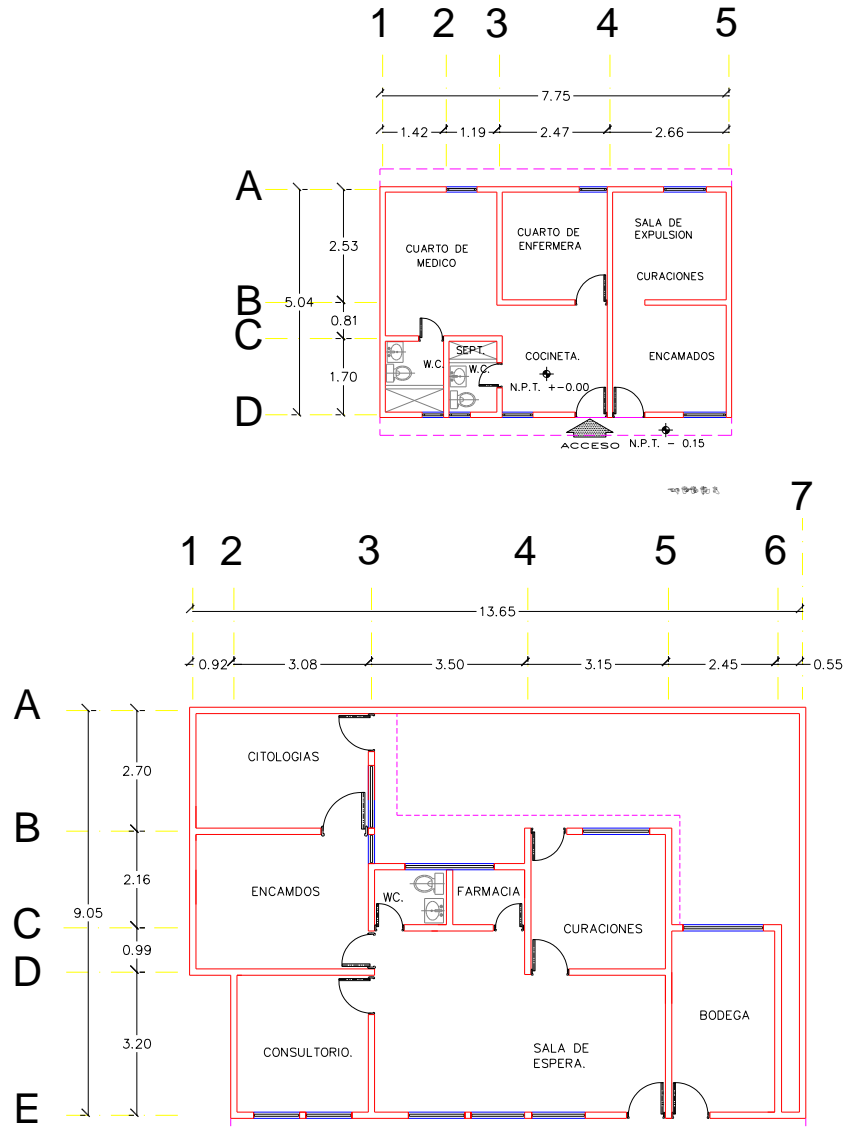 1 2 3 4 5
7.75
1.42 1.19 2.47 2.66
A
B
C
D
2.53
5.04
0.81
1.70
CUARTO DE
MEDICO
CUARTO DE
ENFERMERA
SALA DE
EXPULSION
CURACIONES
W.C.
SEPT.
W.C.
COCINETA.
N.P.T. +-0.00
ENCAMADOS
ACCESO
N.P.T. - 0.15
1 2 3 4 5 6 7
13.65
0.92 3.08 3.50 3.15 2.45 0.55
A
B
C
D
E
2.70
2.16
9.05
0.99
3.20
CITOLOGIAS
ENCAMDOS
WC.
FARMACIA
CURACIONES
CONSULTORIO.
SALA DE
ESPERA.
BODEGA